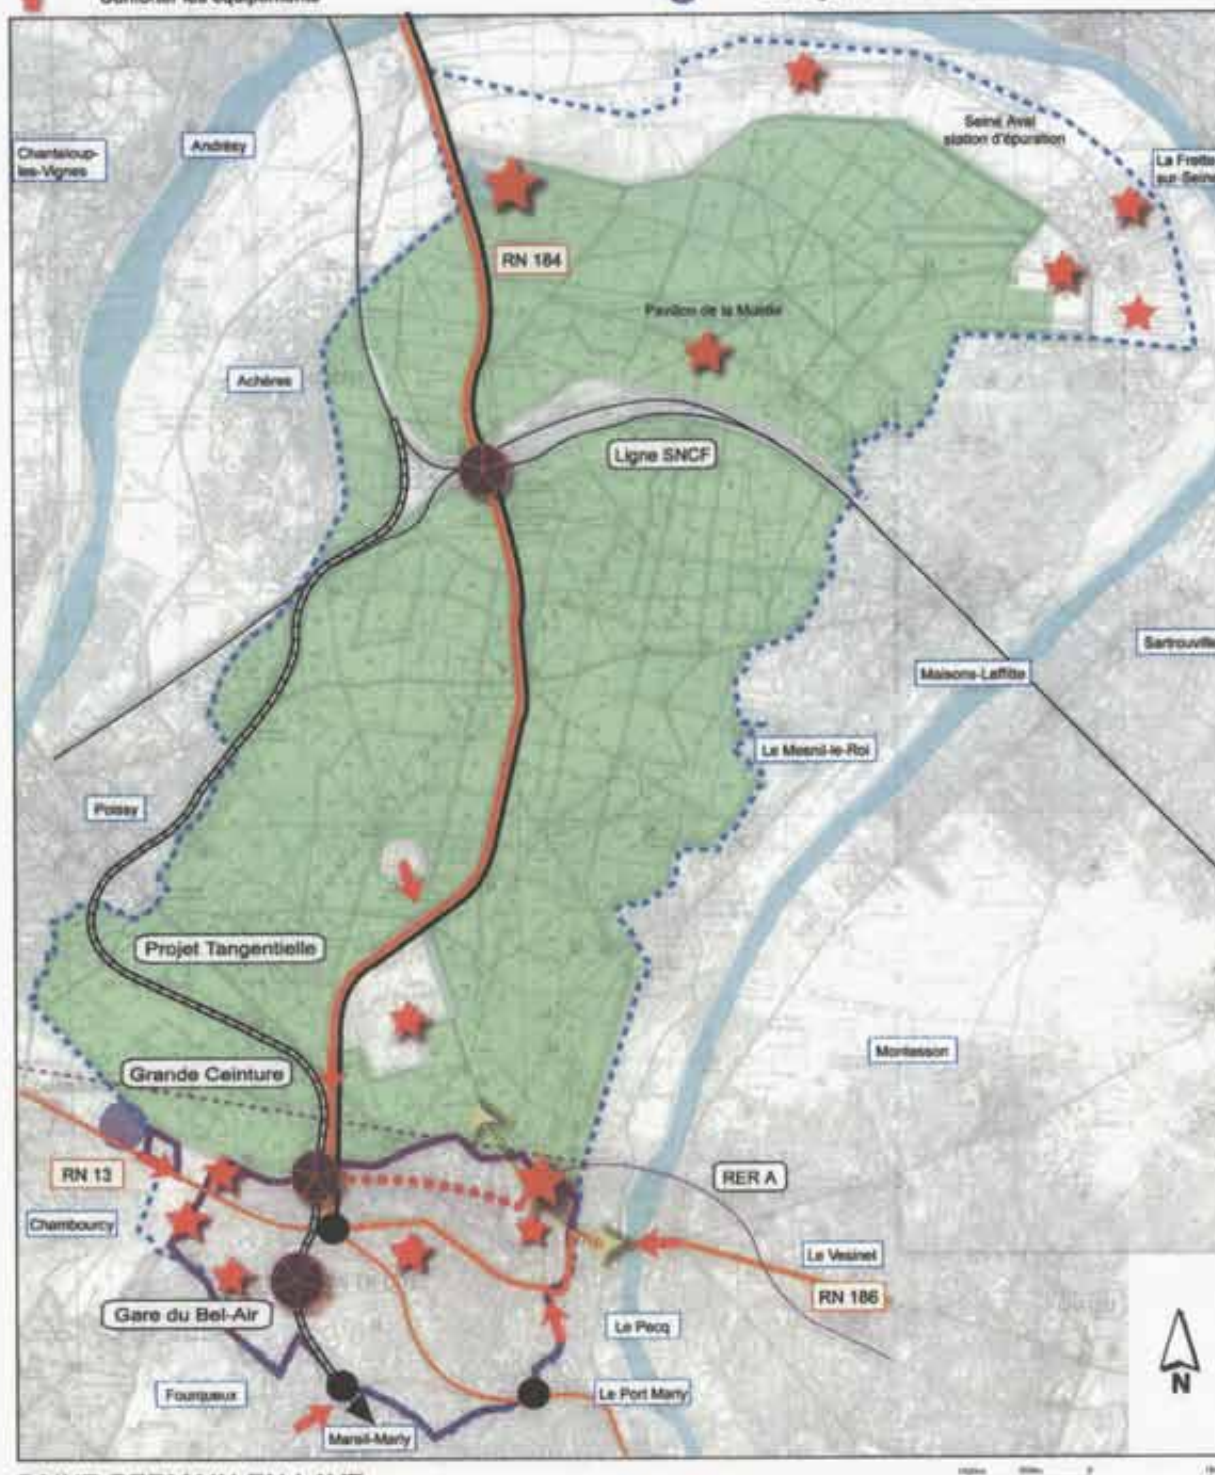 Chanteloup-
les-Vignes
Andrésy
Seine Aval
station d'épuration
La Frette
sur-Seine
RN 184
Pavillon de la Muette
Achères
Ligne SNCF
Sartrouville
Maisons-Laffitte
Le Mesnil-le-Roi
Poissy
Projet Tangentielle
Montesson
Grande Ceinture
RN 13
RER A
Chambourcy
Le Vesinet
RN 186
Gare du Bel-Air
Le Pecq
Fourqueux
Le Port Marly
Mareil-Marly
N